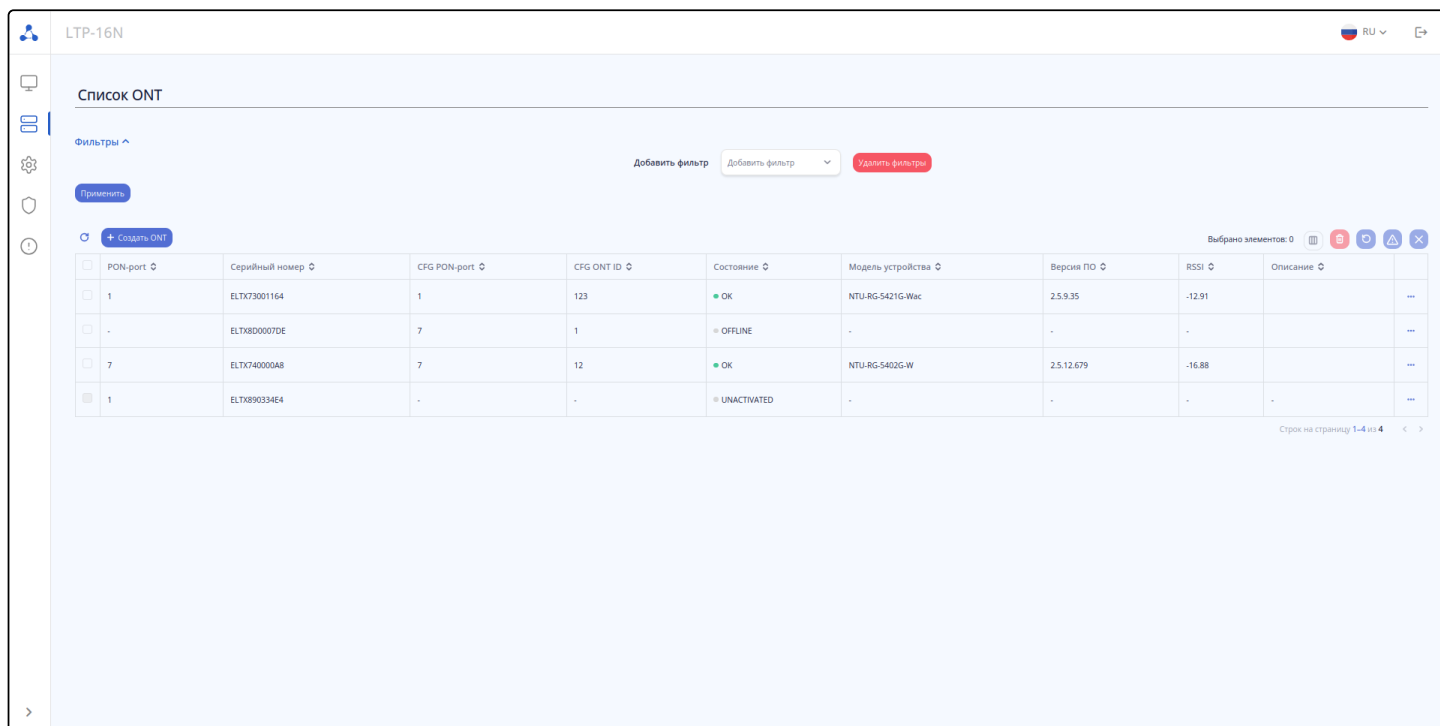 LTP-16N
RU
Список ONT
Фильтры
Добавить фильтр Добавить фильтр Удалить фильтры
Применить
+ Создать ONT Выбрано элементов: 0
PON-port Серийный номер CFG PON-port CFG ONT ID Состояние Модель устройства Версия ПО RSSI Описание
1 ELTX73001164 1 123 OK NTU-RG-5421G-Wac 2.5.9.35 -12.91 ...
- ELTX8D0007DE 7 1 OFFLINE - - - ...
7 ELTX740000A8 7 12 OK NTU-RG-5402G-W 2.5.12.679 -16.88 ...
1 ELTX890334E4 - - UNACTIVATED - - - - ...
Строк на страницу 1–4 из 4 < >